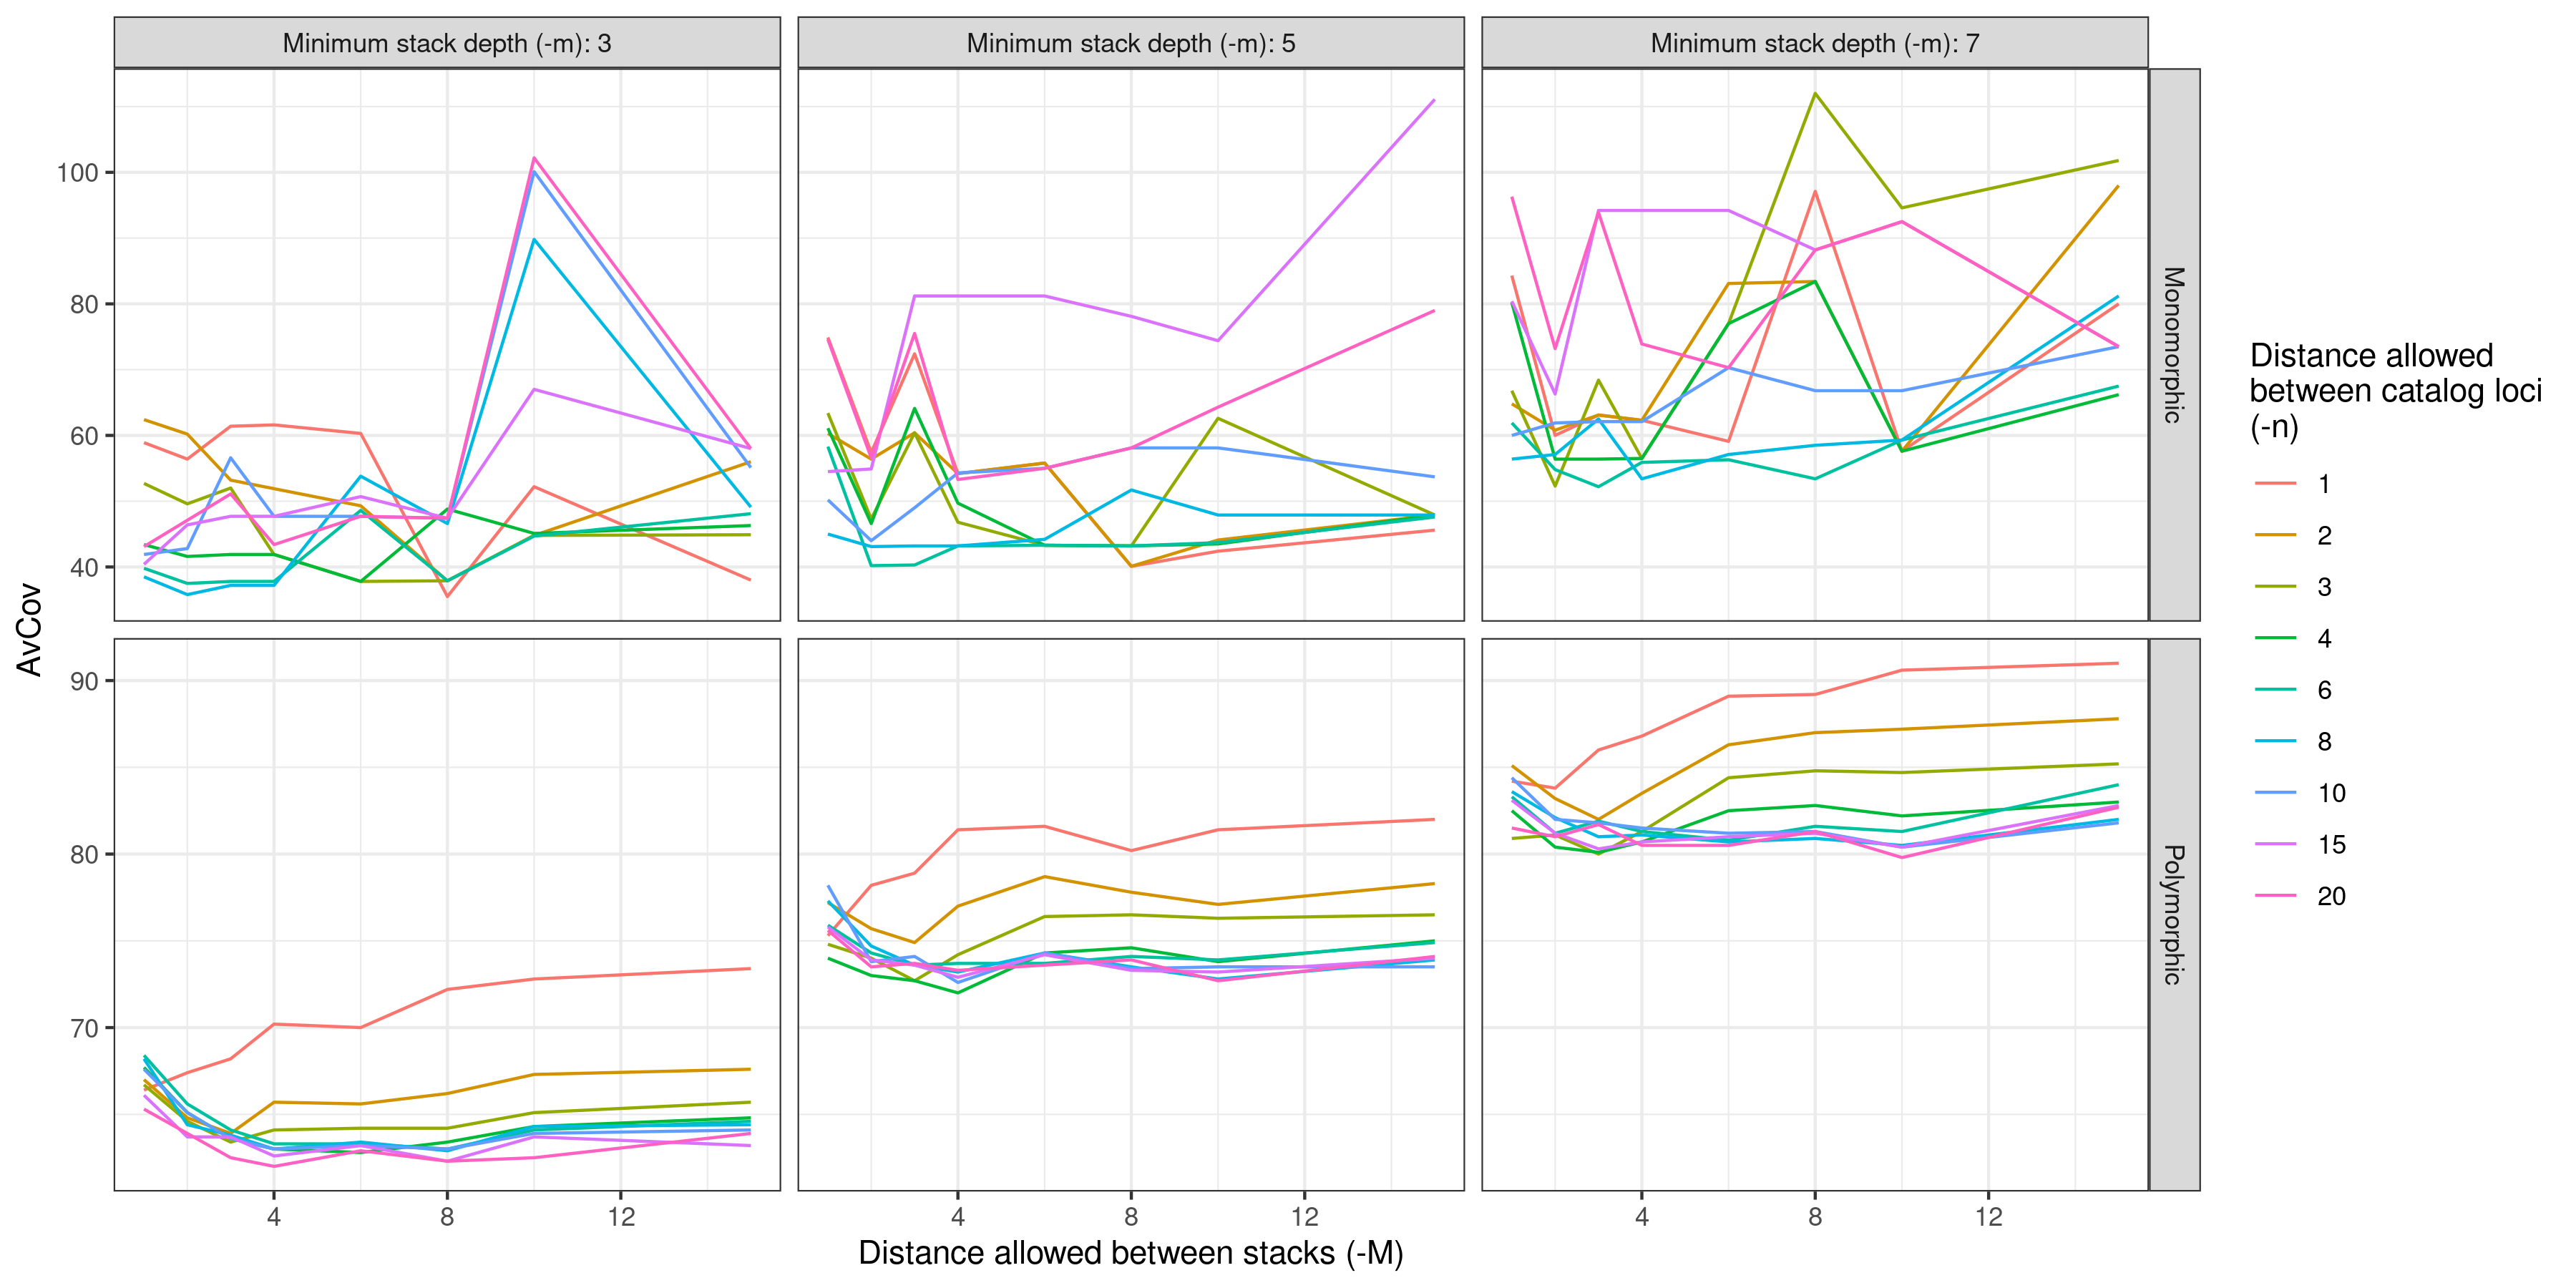 Minimum stack depth (-m): 3
Minimum stack depth (-m): 5
Minimum stack depth (-m): 7
100
80
60
40
Monomorphic
AvCov
90
80
70
Polymorphic
4
8
12
4
8
12
4
8
12
Distance allowed between stacks (-M)
Distance allowed
between catalog loci
(-n)
1
2
3
4
6
8
10
15
20